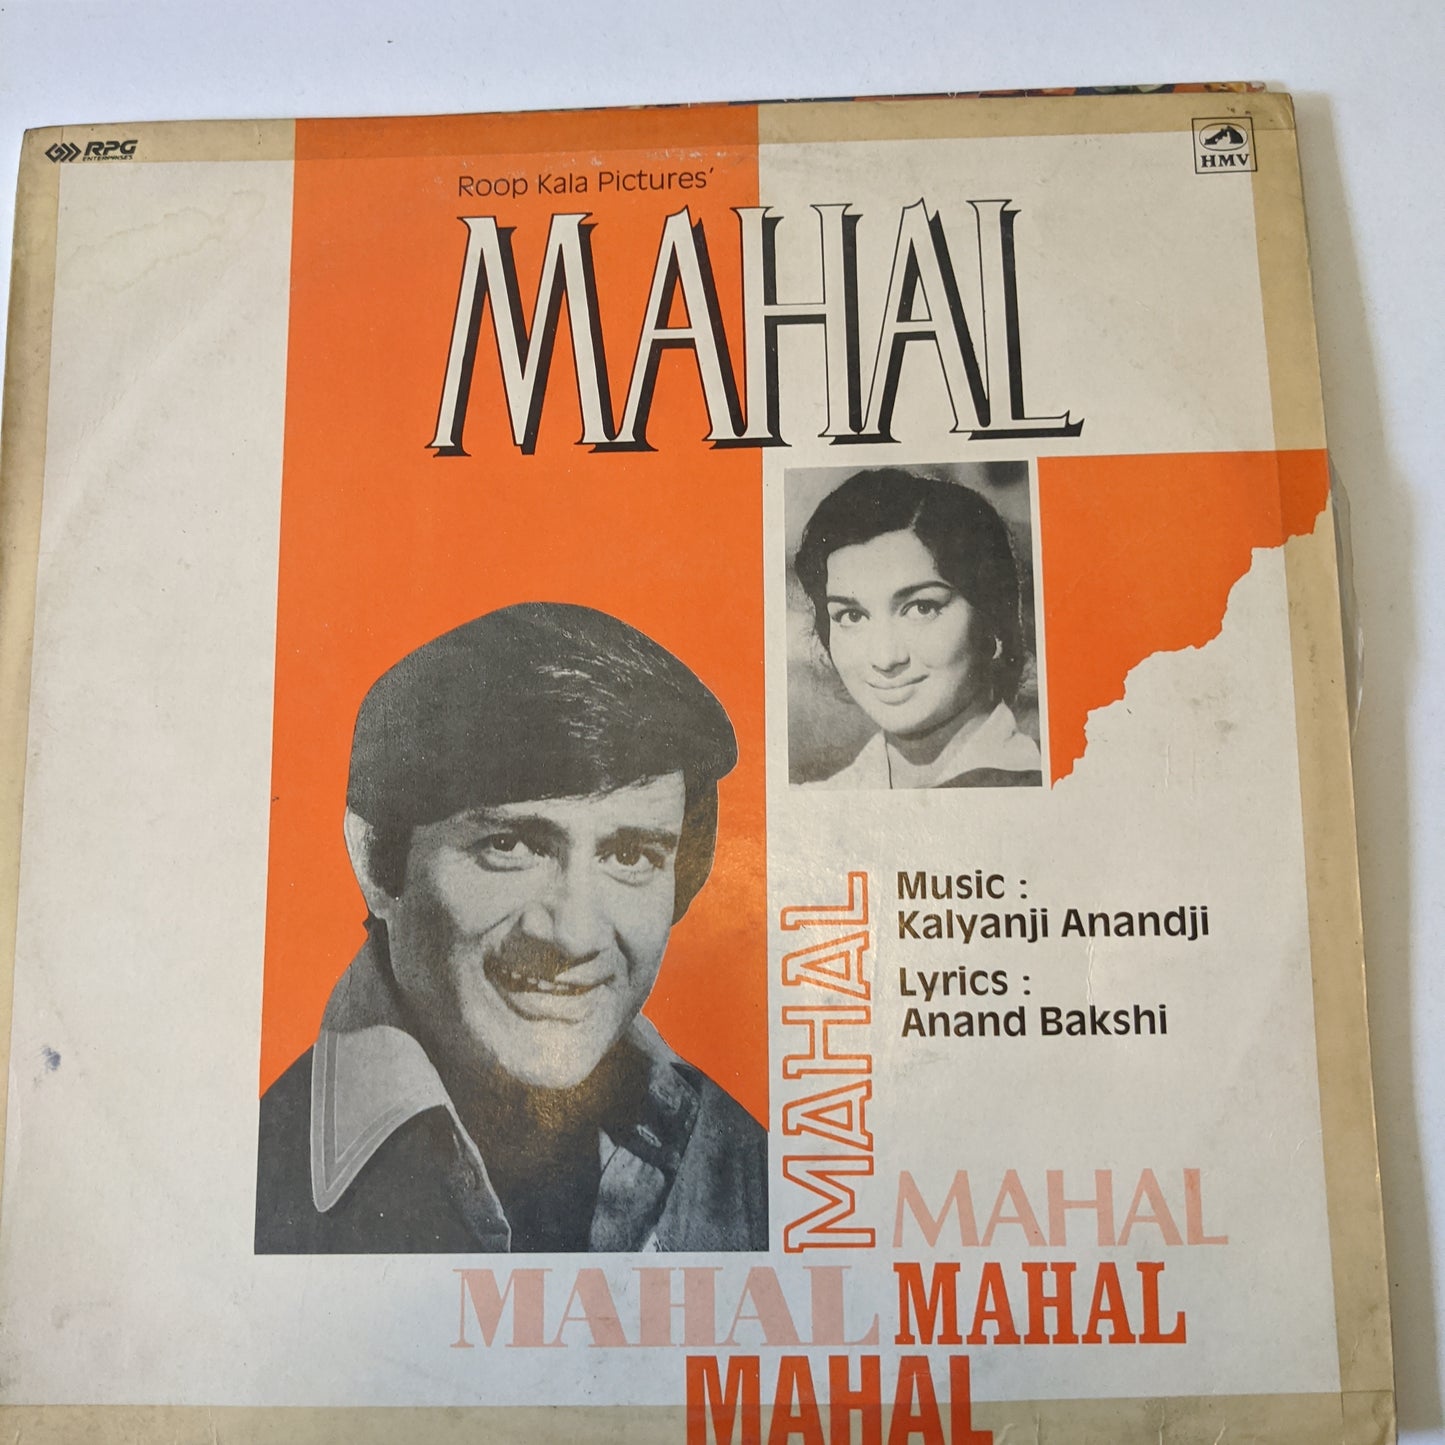 RPG
ENTERPRISES
HMV
Roop Kala Pictures'
MAHAL
Music :
Kalyanji Anandji
Lyrics :
Anand Bakshi
MAHAL
MAHAL
MAHAL
MAHAL
MAHAL